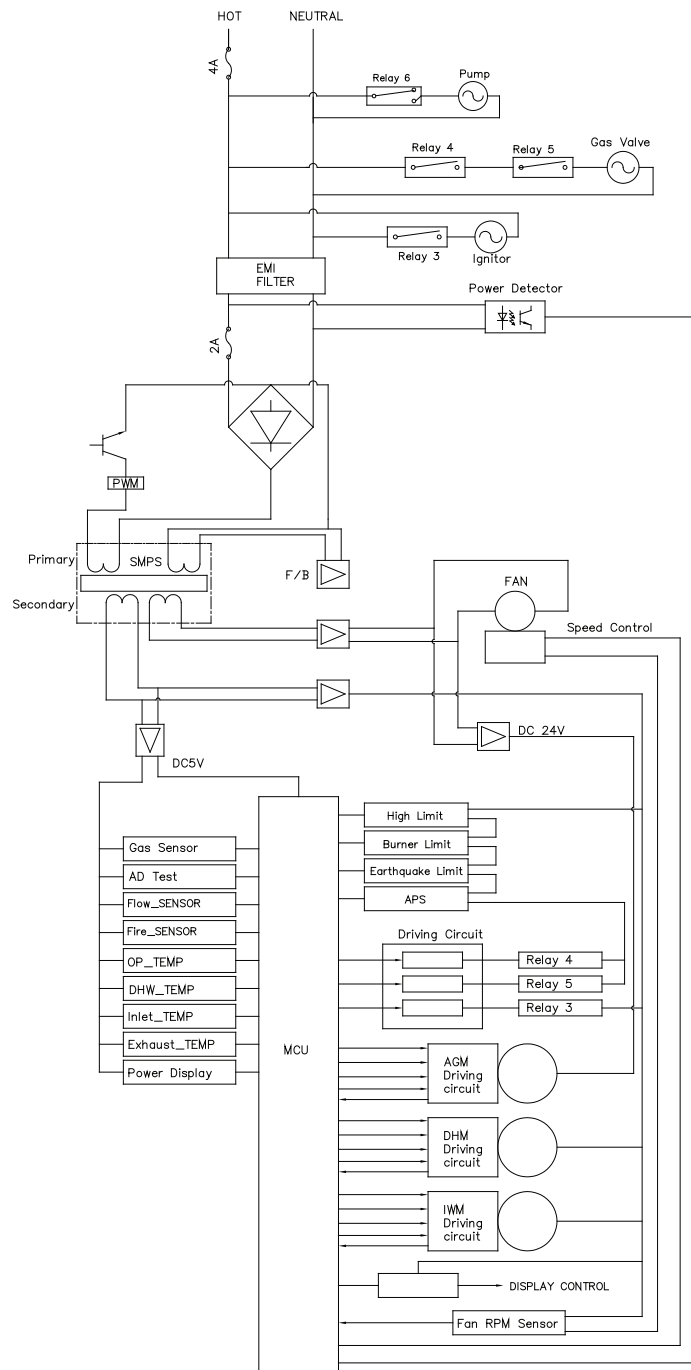 HOT
NEUTRAL
4A
Relay 6
Pump
Relay 4
Relay 5
Gas Valve
Relay 3
Ignitor
EMI
FILTER
Power Detector
2A
PWM
Primary
SMPS
F/B
Secondary
FAN
Speed Control
DC 24V
DC5V
High Limit
Burner Limit
Earthquake Limit
APS
Gas Sensor
AD Test
Flow_SENSOR
Fire_SENSOR
OP_TEMP
DHW_TEMP
Inlet_TEMP
Exhaust_TEMP
Power Display
MCU
Driving Circuit
Relay 4
Relay 5
Relay 3
AGM
Driving
circuit
DHM
Driving
circuit
IWM
Driving
circuit
DISPLAY CONTROL
Fan RPM Sensor